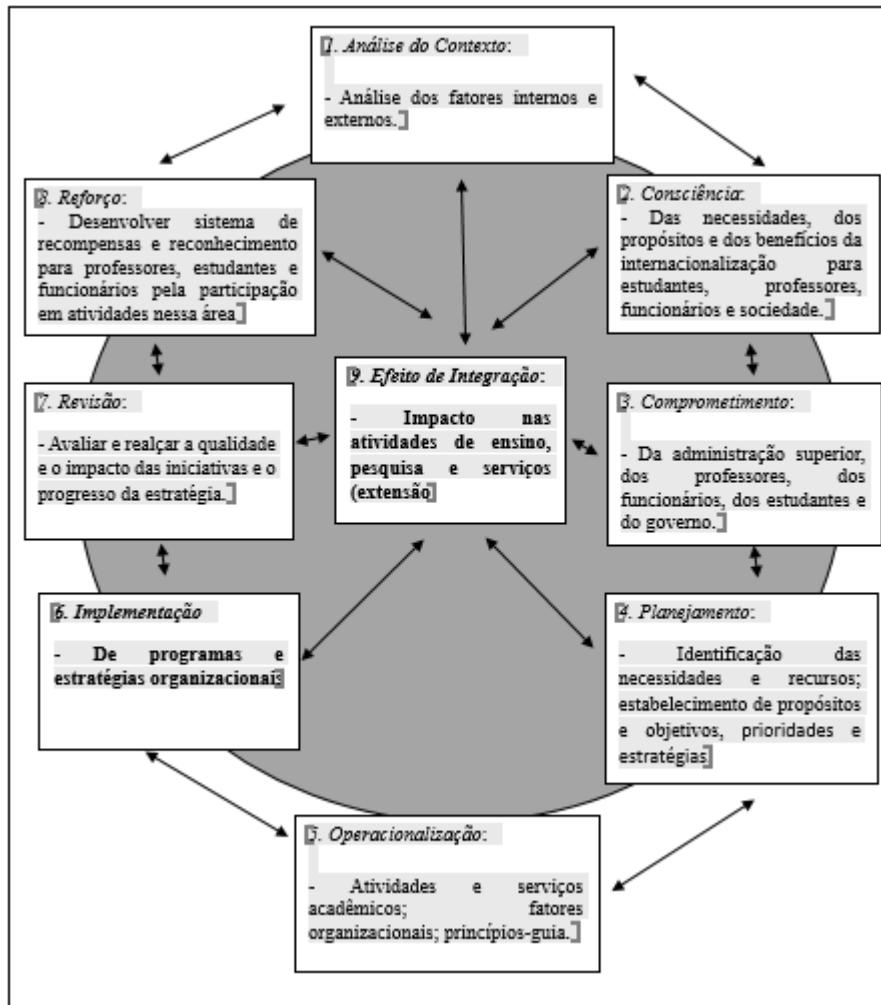 1. Análise do Contexto:
- Análise dos fatores internos e
externos.
2. Consciência:
- Das necessidades, dos
propósitos e dos benefícios da
internacionalização para
estudantes, professores,
funcionários e sociedade.
3. Comprometimento:
- Da administração superior,
dos professores, dos
funcionários, dos estudantes e
do governo.
4. Planejamento:
- Identificação das
necessidades e recursos;
estabelecimento de propósitos
e objetivos, prioridades e
estratégias
5. Operacionalização:
- Atividades e serviços
acadêmicos; fatores
organizacionais; princípios-guia.
6. Implementação
- De programas e
estratégias organizacionais
7. Revisão:
- Avaliar e realçar a qualidade
e o impacto das iniciativas e o
progresso da estratégia.
8. Reforço:
- Desenvolver sistema de
recompensas e reconhecimento
para professores, estudantes e
funcionários pela participação
em atividades nessa área
9. Efeito de Integração:
- Impacto nas
atividades de ensino,
pesquisa e serviços
(extensão